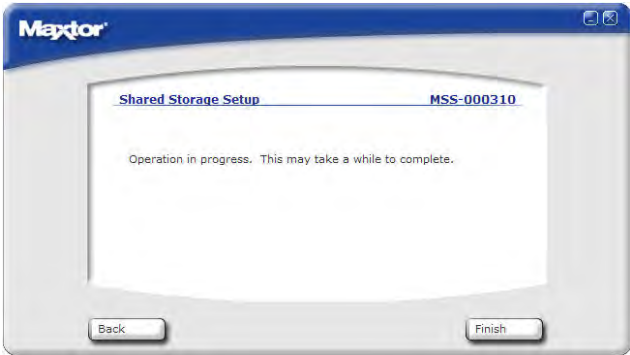 Maxtor
Shared Storage Setup MSS-000310
Operation in progress. This may take a while to complete.
Back Finish